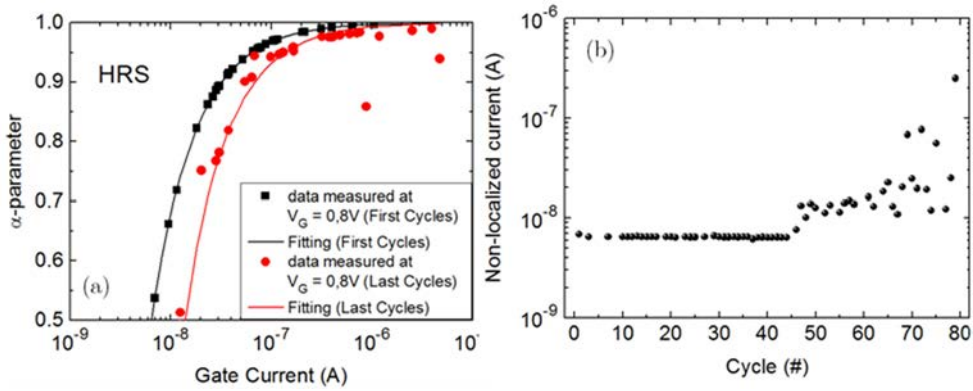 1.0
0.9
0.8
0.7
0.6
0.5
α-parameter
HRS
(a)
data measured at
V_G = 0,8V (First Cycles)
Fitting (First Cycles)
data measured at
V_G = 0,8V (Last Cycles)
Fitting (Last Cycles)
10⁻⁹ 10⁻⁸ 10⁻⁷ 10⁻⁶ 10⁻
Gate Current (A)
(b)
10⁻⁶
10⁻⁷
10⁻⁸
10⁻⁹
Non-localized current (A)
0 10 20 30 40 50 60 70 80
Cycle (#)